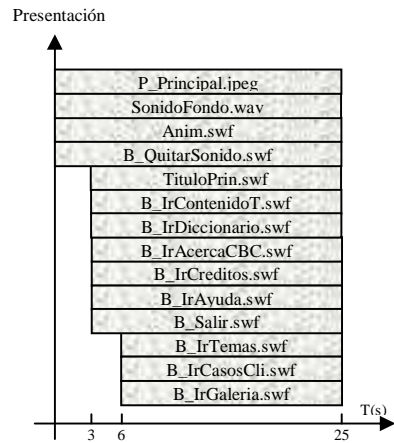 Presentación
P_Principal.jpeg
SonidoFondo.wav
Anim.swf
B_QuitarSonido.swf
TituloPrin.swf
B_IrContenidoT.swf
B_IrDiccionario.swf
B_IrAcercaCBC.swf
B_IrCreditos.swf
B_IrAyuda.swf
B_Salir.swf
B_IrTemas.swf
B_IrCasosCli.swf
B_IrGaleria.swf
T(s)
3 6 25